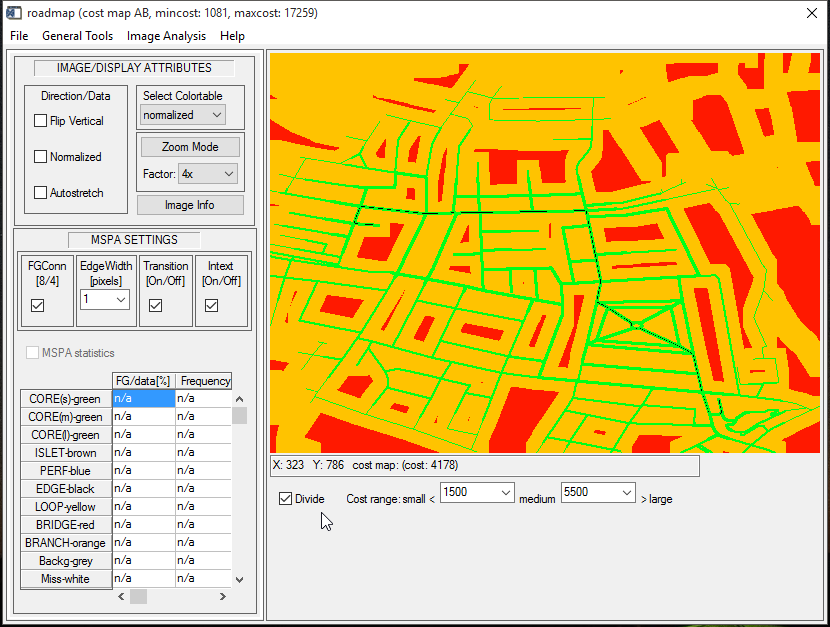 roadmap (cost map AB, mincost: 1081, maxcost: 17259)
File General Tools Image Analysis Help
IMAGE/DISPLAY ATTRIBUTES
Direction/Data
Flip Vertical
Normalized
Autostretch
Select Colortable
normalized
Zoom Mode
Factor: 4x
Image Info
MSPA SETTINGS
FGConn
[8/4]
EdgeWidth
[pixels]
1
Transition
[On/Off]
Intext
[On/Off]
MSPA statistics
FG/data[%] Frequency
CORE(s)-green n/a n/a
CORE(m)-green n/a n/a
CORE(l)-green n/a n/a
ISLET-brown n/a n/a
PERF-blue n/a n/a
EDGE-black n/a n/a
LOOP-yellow n/a n/a
BRIDGE-red n/a n/a
BRANCH-orange n/a n/a
Backg-grey n/a n/a
Miss-white n/a n/a
X: 323 Y: 786 cost map: (cost: 4178)
Divide Cost range: small < 1500 medium 5500 > large